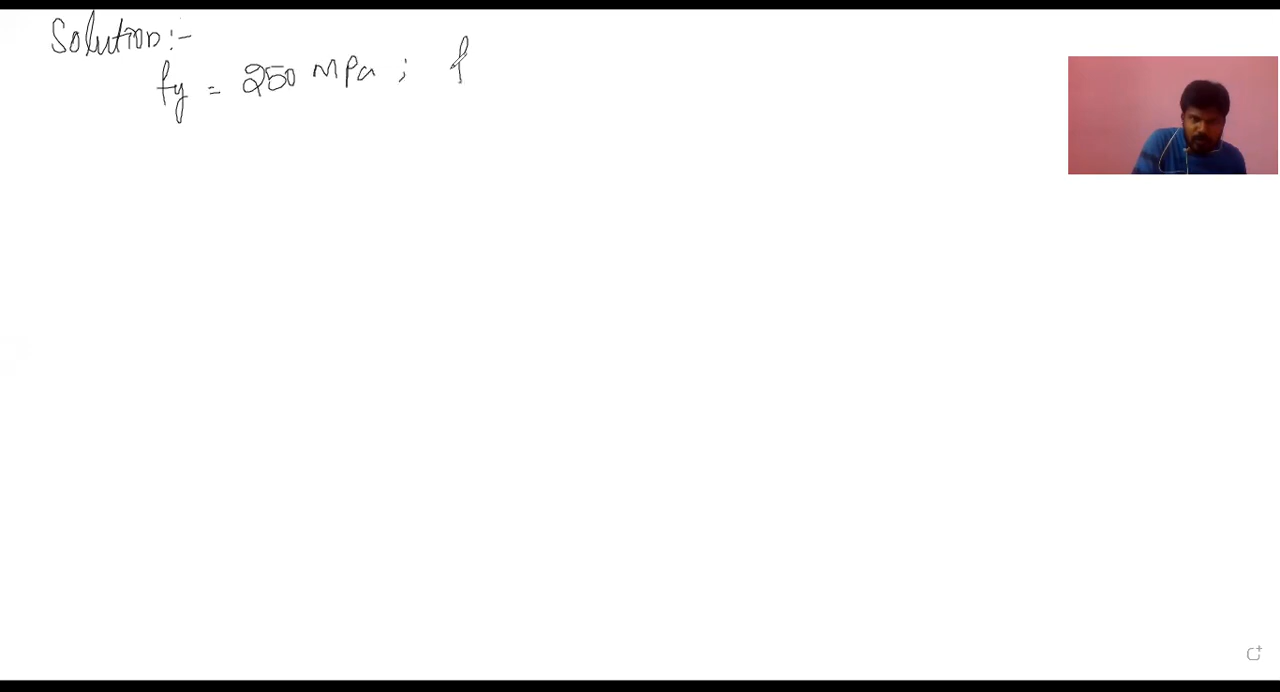 Solution:-
fy = 250 MPa ; f